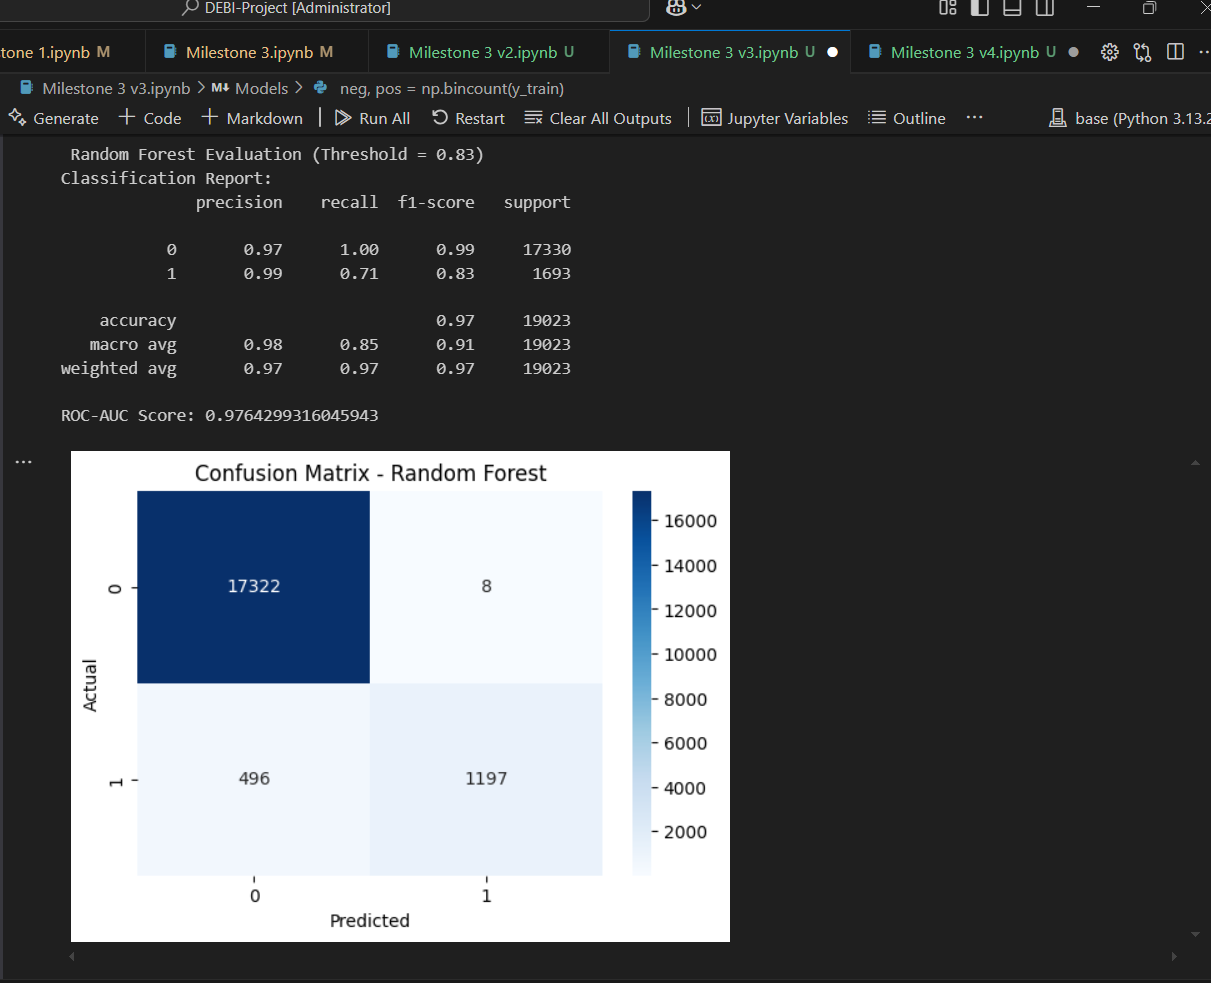 DEBI-Project [Administrator]
tone 1.ipynb M Milestone 3.ipynb M Milestone 3 v2.ipynb U Milestone 3 v3.ipynb U Milestone 3 v4.ipynb U
Milestone 3 v3.ipynb > M↓ Models > neg, pos = np.bincount(y_train)
Generate + Code + Markdown | Run All Restart Clear All Outputs | Jupyter Variables Outline ··· base (Python 3.13.2
Random Forest Evaluation (Threshold = 0.83)
Classification Report:
precision recall f1-score support
0 0.97 1.00 0.99 17330
1 0.99 0.71 0.83 1693
accuracy 0.97 19023
macro avg 0.98 0.85 0.91 19023
weighted avg 0.97 0.97 0.97 19023
ROC-AUC Score: 0.9764299316045943
...
Confusion Matrix - Random Forest
16000
14000
0 17322 8
12000
10000
Actual
8000
6000
1 496 1197
4000
2000
0 1
Predicted